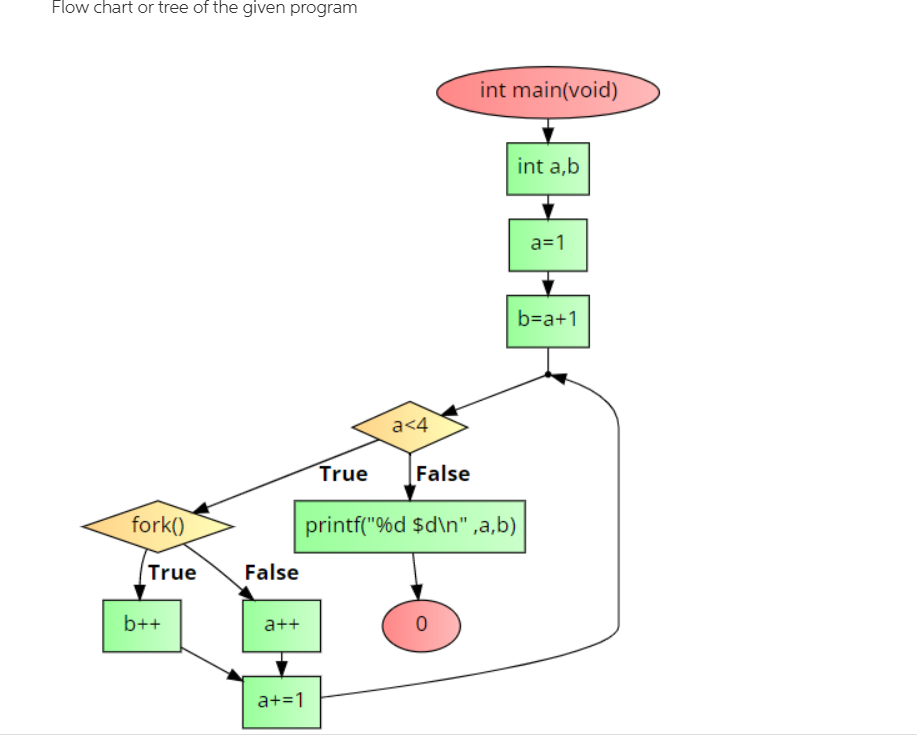 Flow chart or tree of the given program
int main(void)
int a,b
a=1
b=a+1
a<4
True
False
fork()
printf("%d $d\n" ,a,b)
True
False
b++
a++
0
a+=1